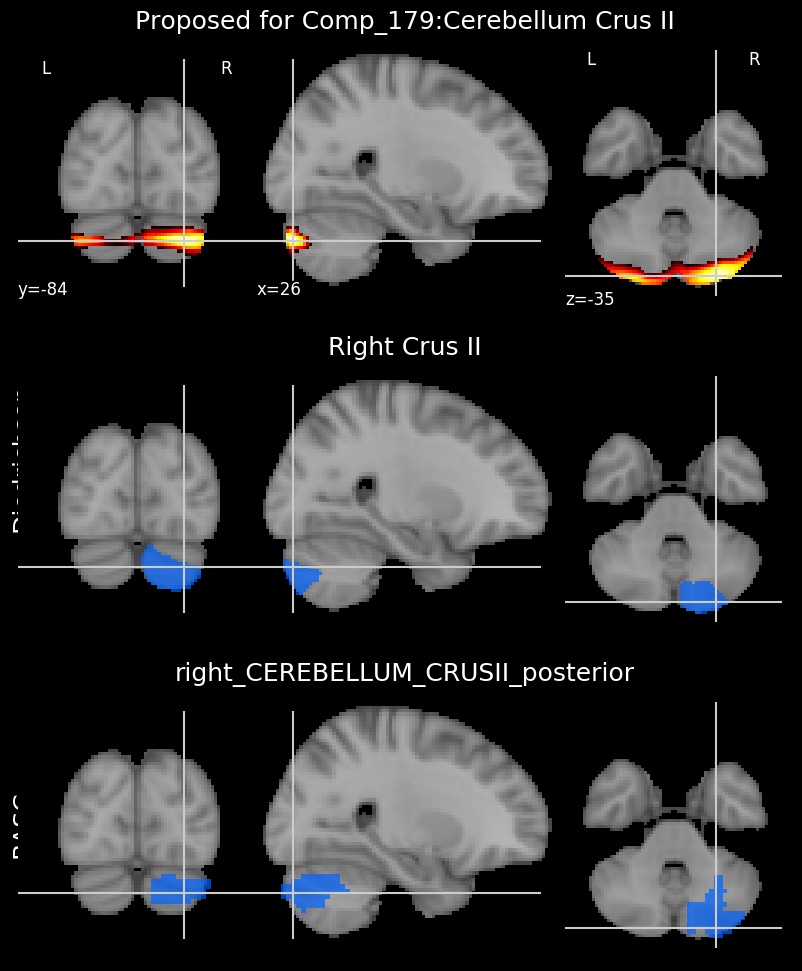 Proposed for Comp_179:Cerebellum Crus II
L R L R
y=-84 x=26 z=-35
Right Crus II
right_CEREBELLUM_CRUSII_posterior